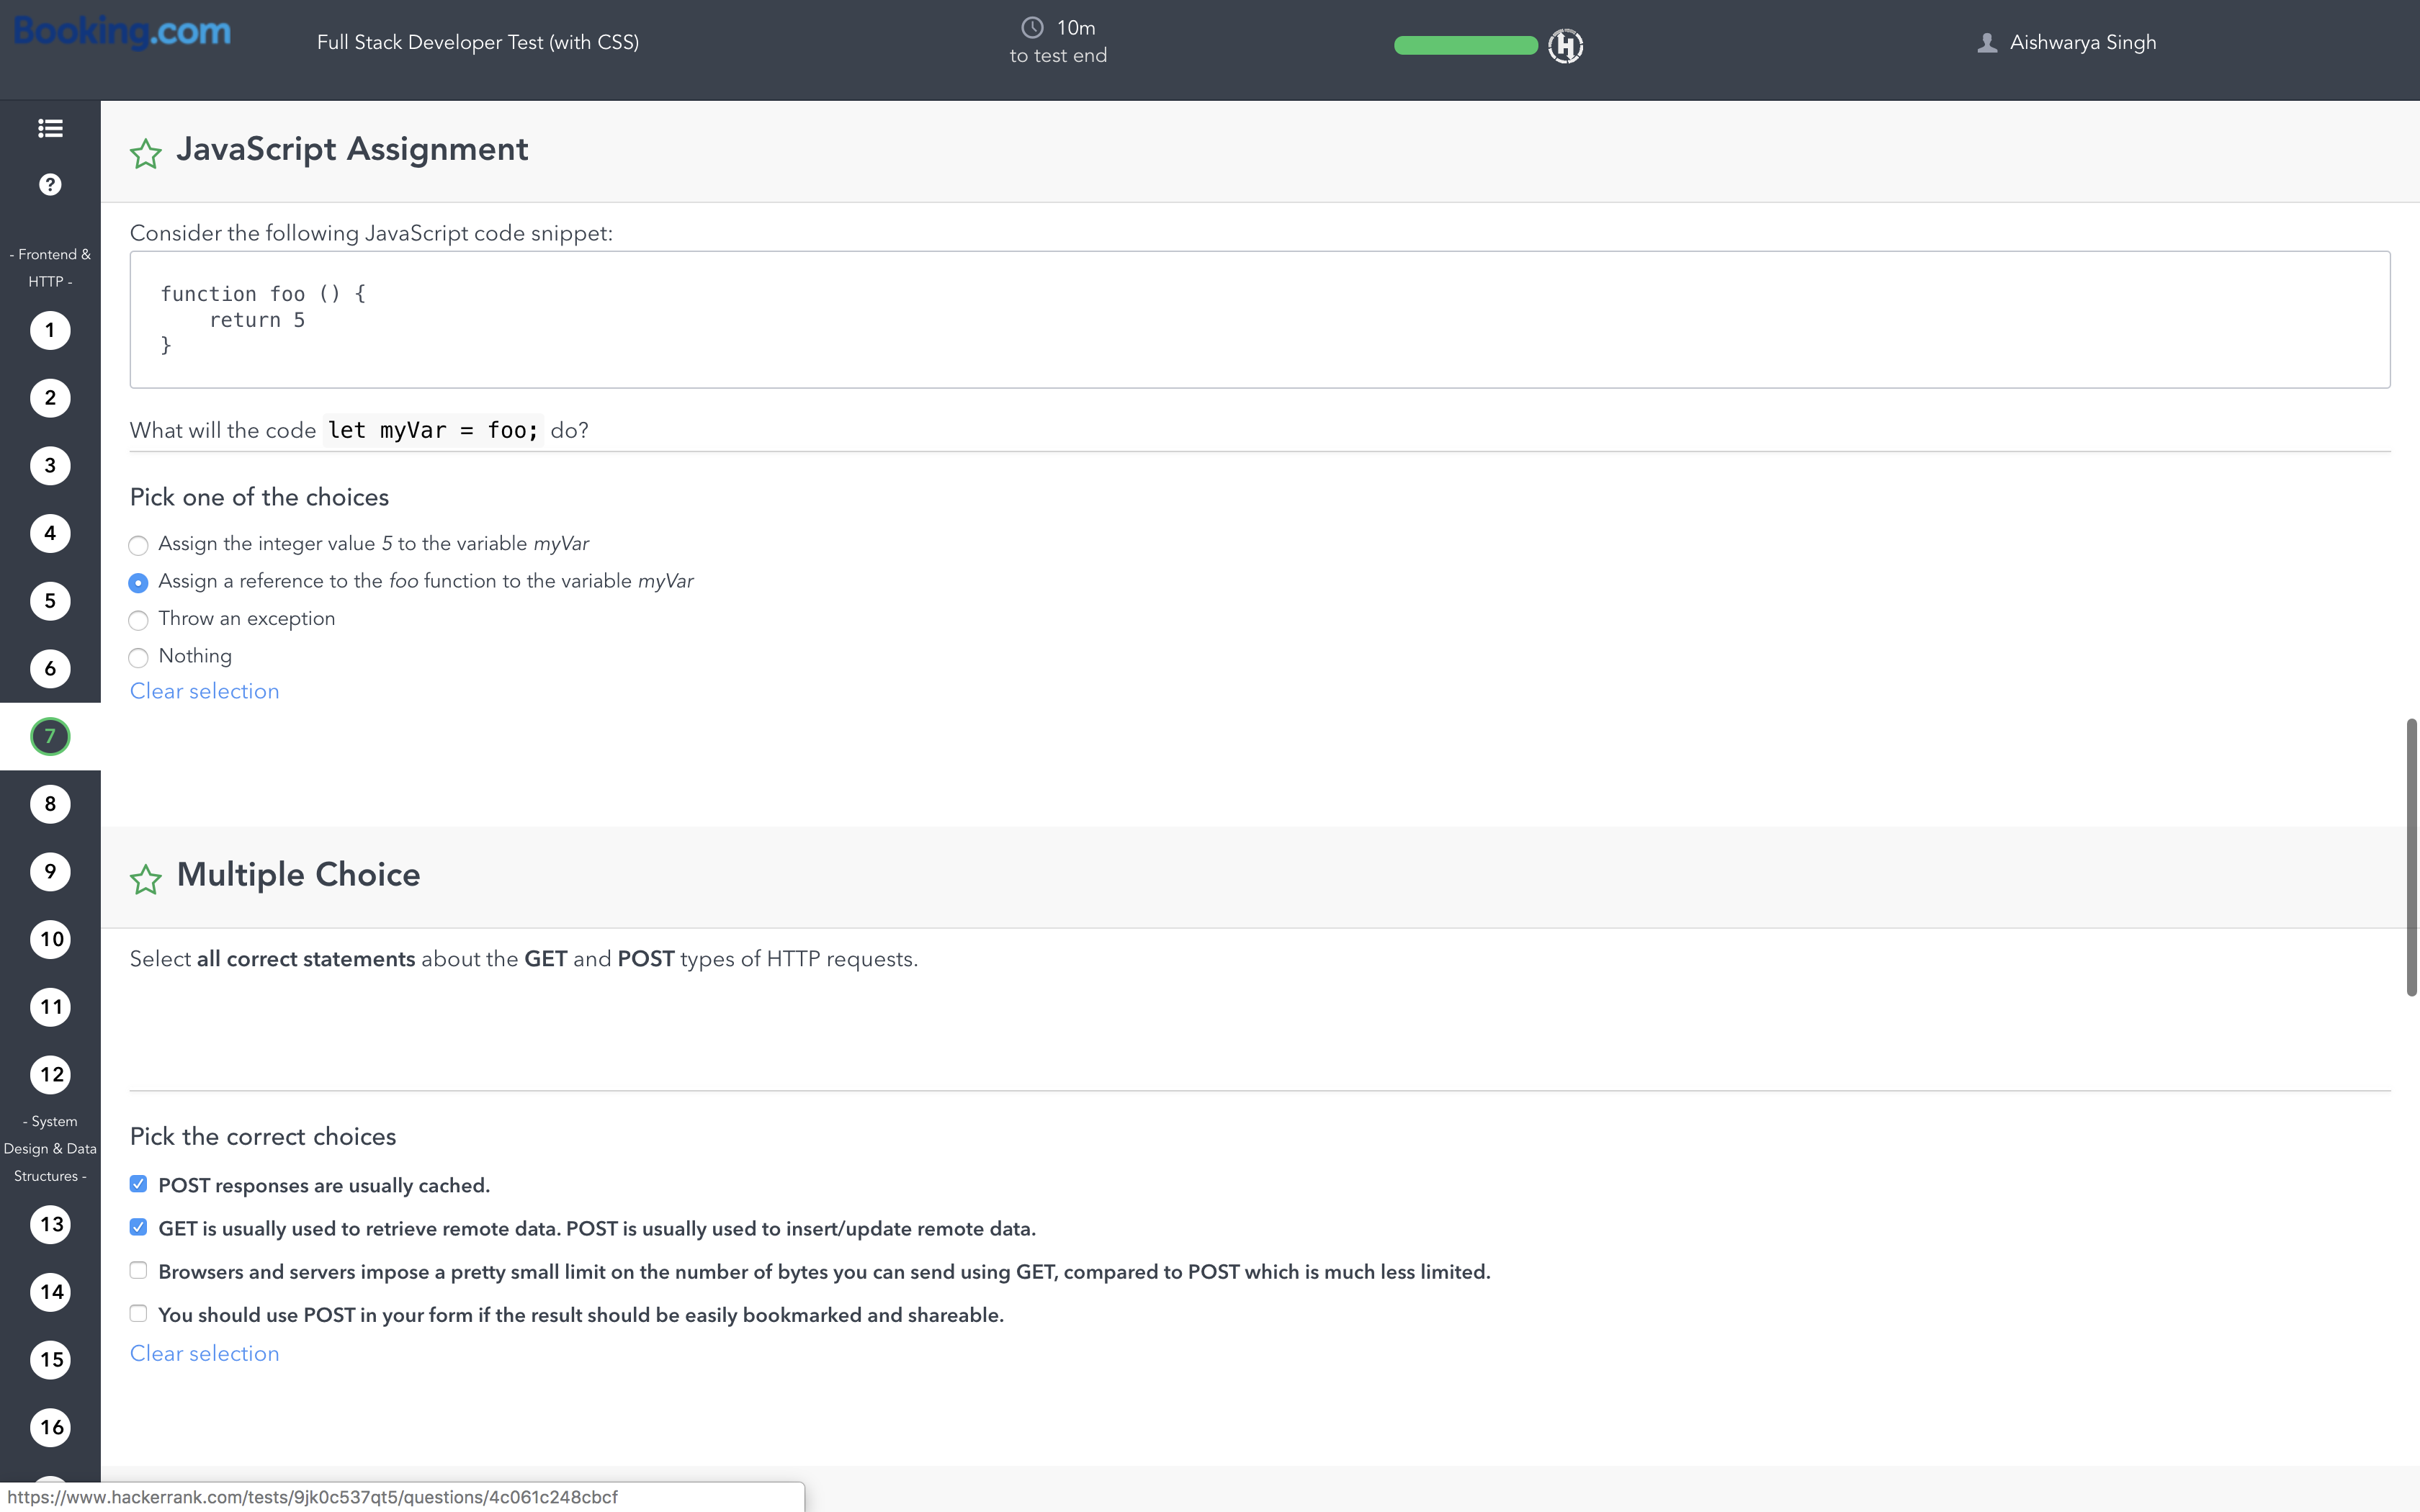 Booking.com
Full Stack Developer Test (with CSS)
10m
to test end
Aishwarya Singh
- Frontend &
HTTP -
1
2
3
4
5
6
7
8
9
10
11
12
- System
Design & Data
Structures -
13
14
15
16
JavaScript Assignment
Consider the following JavaScript code snippet:
function foo () {
    return 5
}
What will the code let myVar = foo; do?
Pick one of the choices
Assign the integer value 5 to the variable myVar
Assign a reference to the foo function to the variable myVar
Throw an exception
Nothing
Clear selection
Multiple Choice
Select all correct statements about the GET and POST types of HTTP requests.
Pick the correct choices
POST responses are usually cached.
GET is usually used to retrieve remote data. POST is usually used to insert/update remote data.
Browsers and servers impose a pretty small limit on the number of bytes you can send using GET, compared to POST which is much less limited.
You should use POST in your form if the result should be easily bookmarked and shareable.
Clear selection
https://www.hackerrank.com/tests/9jk0c537qt5/questions/4c061c248cbcf